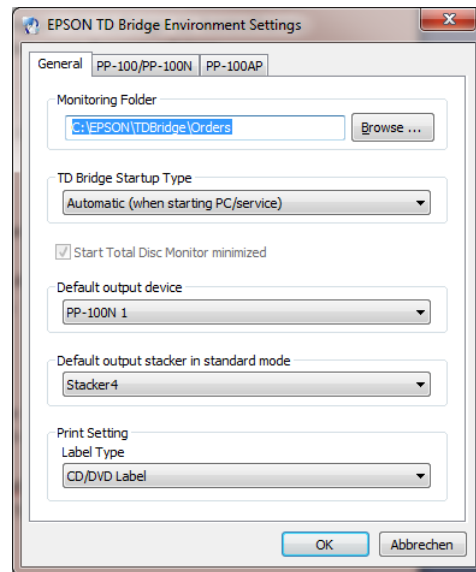 EPSON TD Bridge Environment Settings
General PP-100/PP-100N PP-100AP
Monitoring Folder
C:\EPSON\TDBridge\Orders Browse ...
TD Bridge Startup Type
Automatic (when starting PC/service)
Start Total Disc Monitor minimized
Default output device
PP-100N 1
Default output stacker in standard mode
Stacker4
Print Setting
Label Type
CD/DVD Label
OK Abbrechen